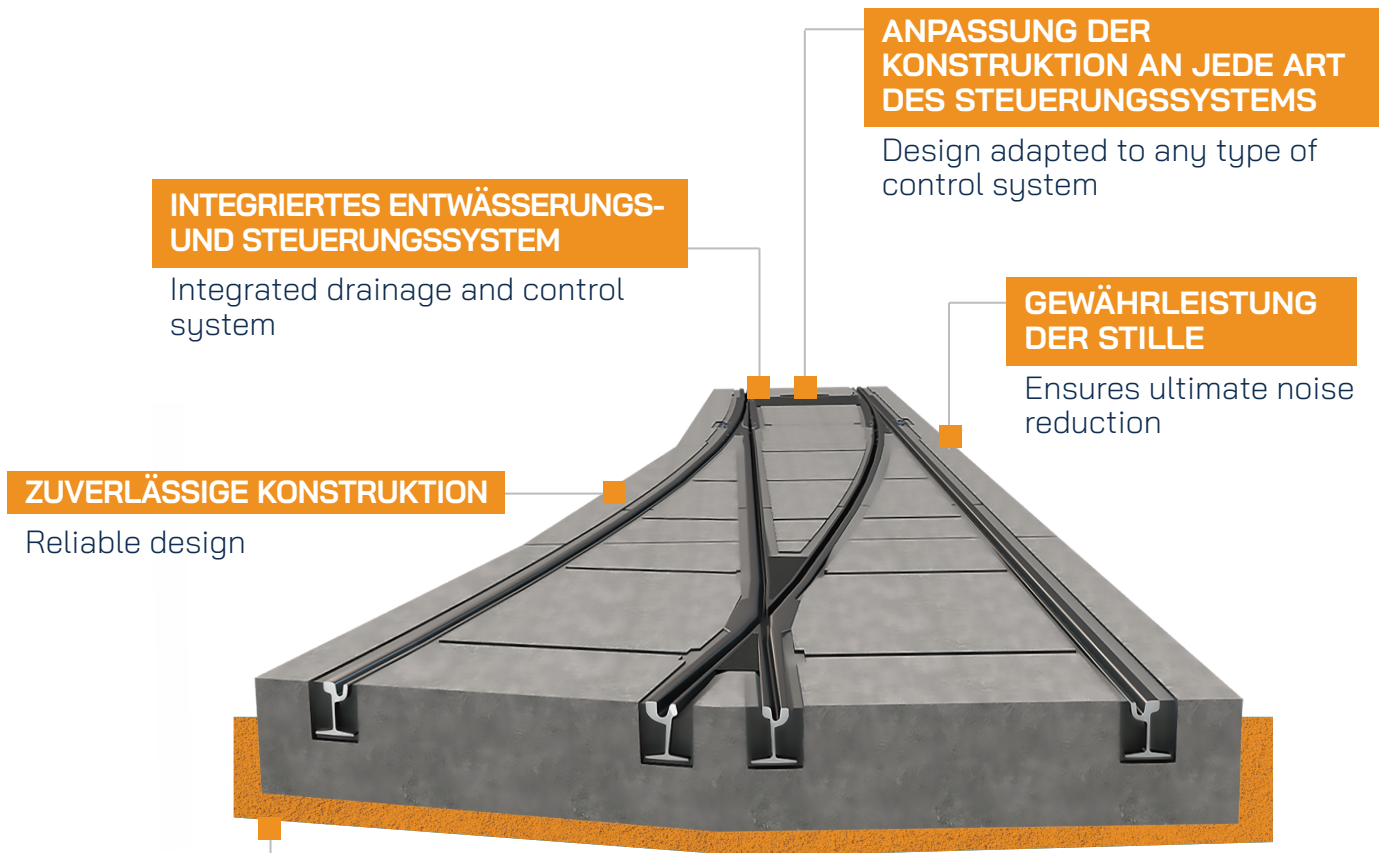 ANPASSUNG DER
KONSTRUKTION AN JEDE ART
DES STEUERUNGSSYSTEMS
Design adapted to any type of
control system
INTEGRIERTES ENTWÄSSERUNGS-
UND STEUERUNGSSYSTEM
Integrated drainage and control
system
GEWÄHRLEISTUNG
DER STILLE
Ensures ultimate noise
reduction
ZUVERLÄSSIGE KONSTRUKTION
Reliable design